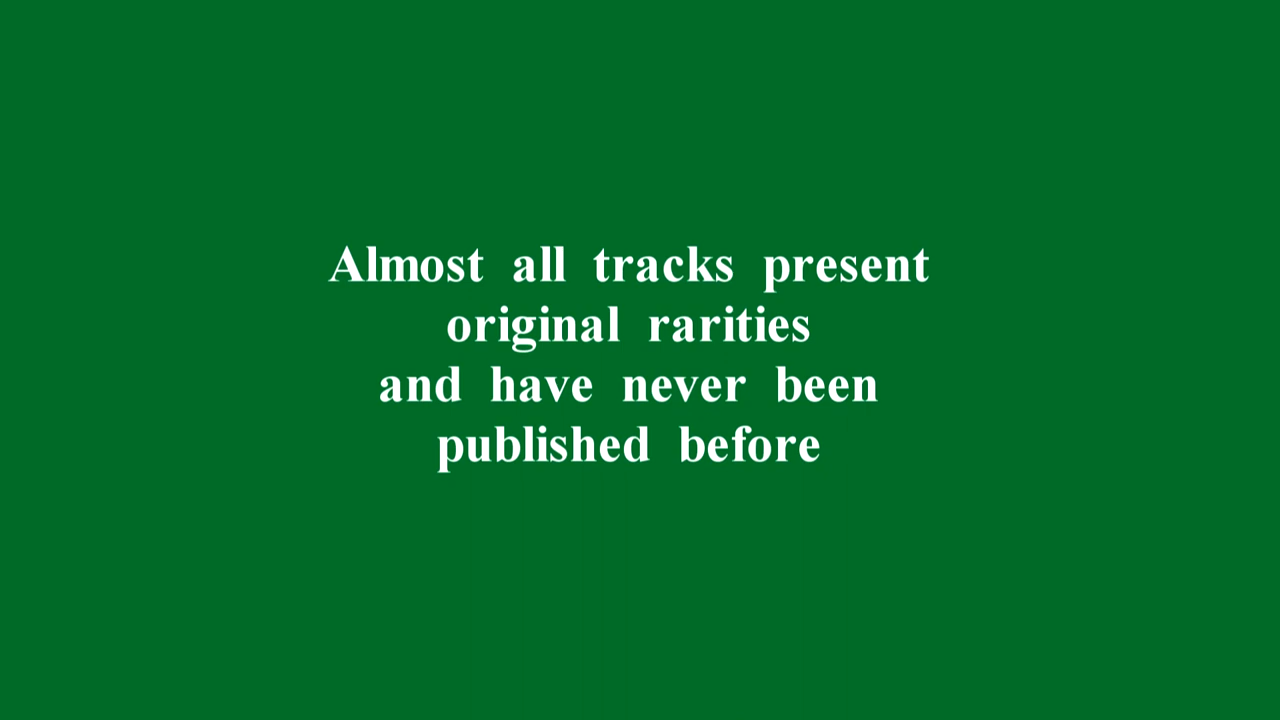 Almost all tracks present
original rarities
and have never been
published before